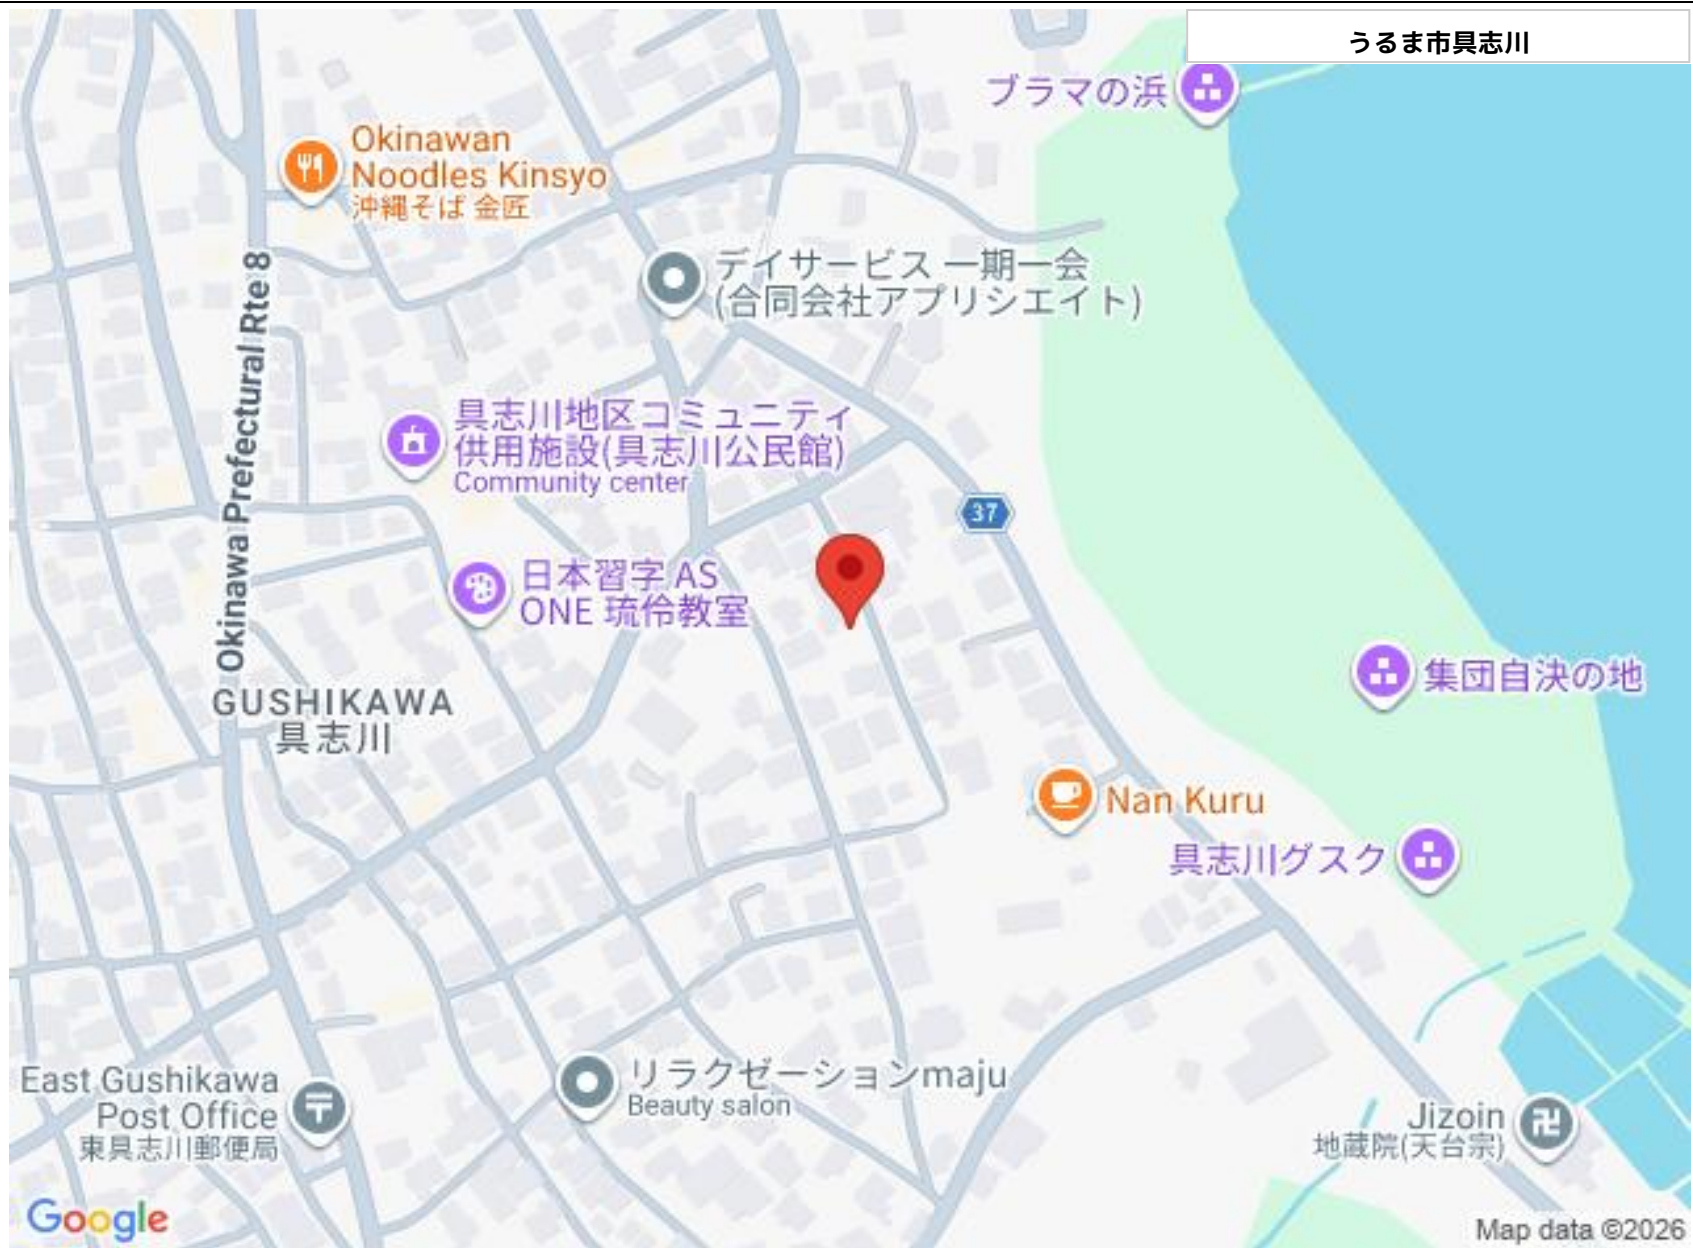 うるま市具志川
ブラマの浜
Okinawan
Noodles Kinsyo
沖縄そば 金匠
デイサービス 一期一会
(合同会社アプリシエイト)
Okinawa Prefectural Rte 8
具志川地区コミュニティ
供用施設(具志川公民館)
Community center
37
日本習字 AS
ONE 琉伶教室
集団自決の地
GUSHIKAWA
具志川
Nan Kuru
具志川グスク
リラクゼーションmaju
Beauty salon
East Gushikawa
Post Office
東具志川郵便局
Jizoin
地蔵院(天台宗)
Google
Map data ©2026